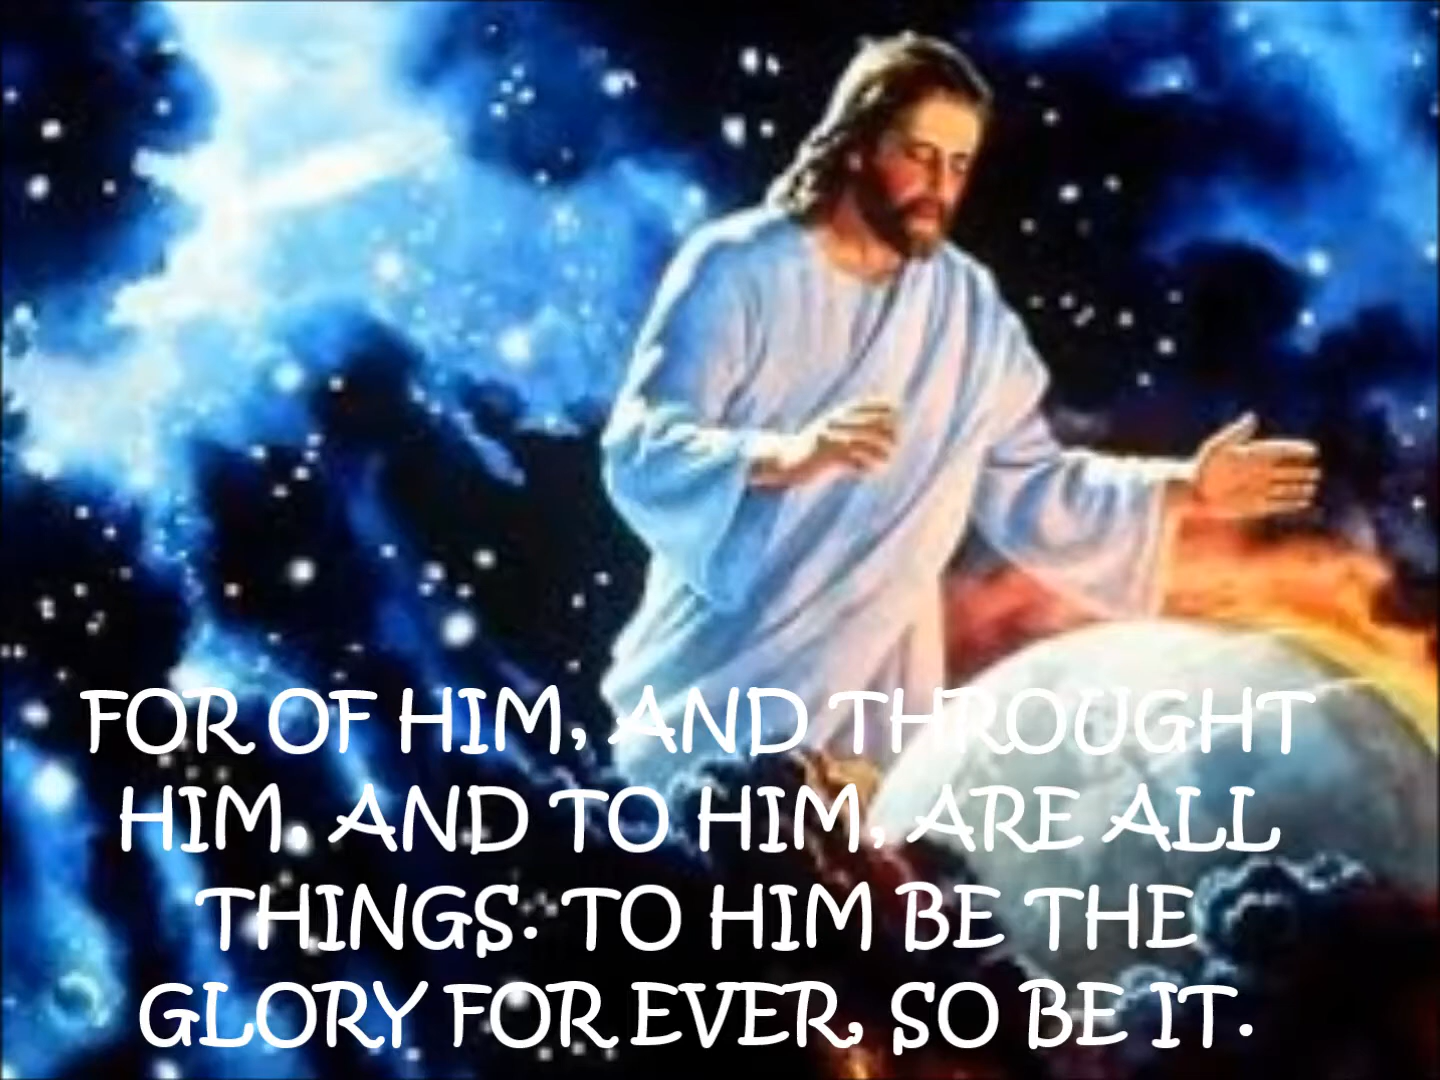 FOR OF HIM, AND THROUGHT
HIM, AND TO HIM, ARE ALL
THINGS. TO HIM BE THE
GLORY FOR EVER, SO BE IT.